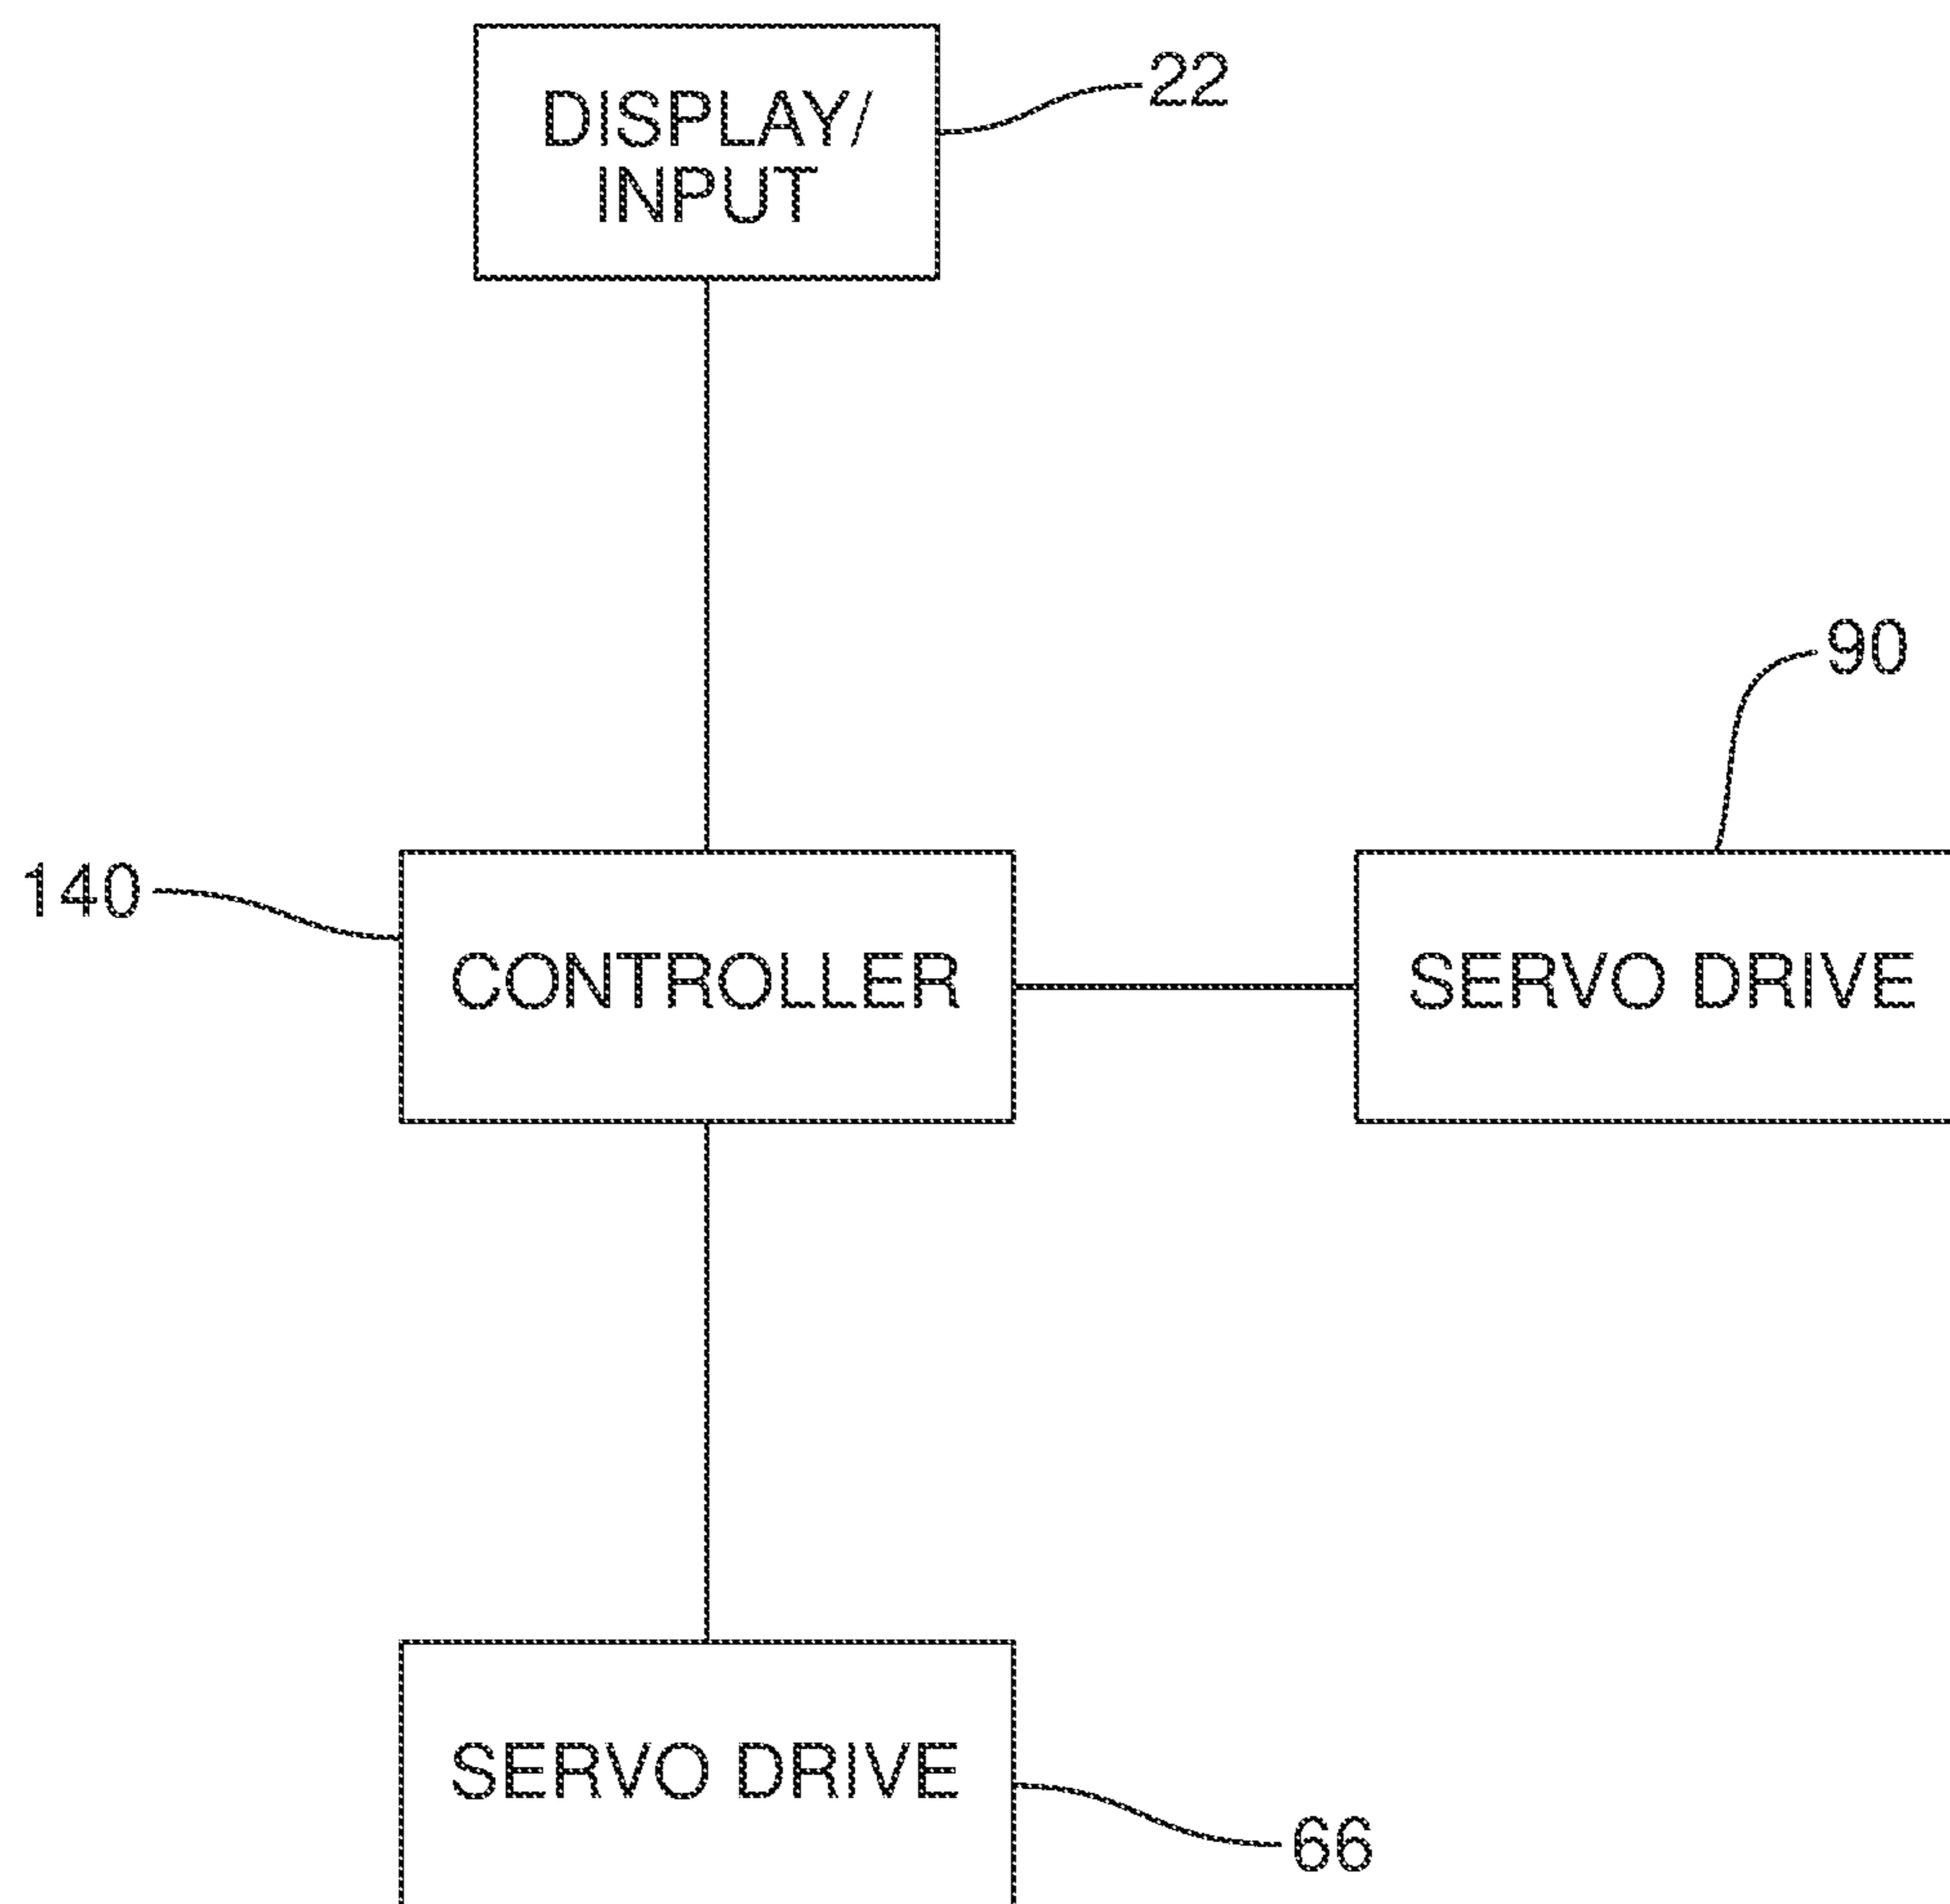 DISPLAY/
INPUT
22
90
140
CONTROLLER
SERVO DRIVE
SERVO DRIVE
66